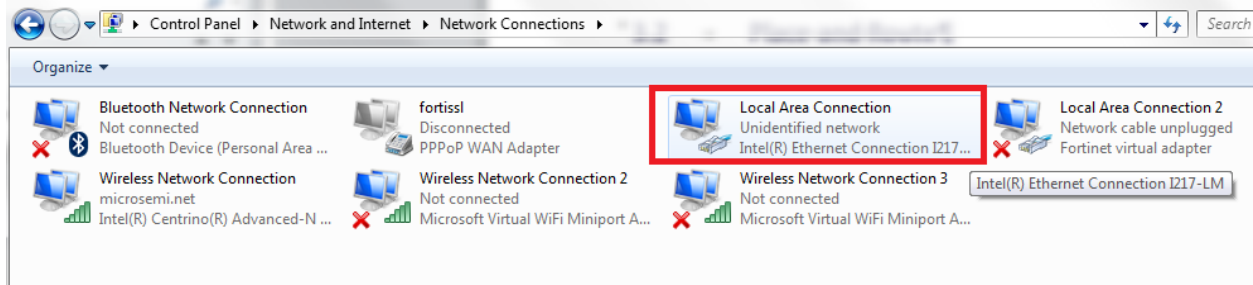 Control Panel Network and Internet Network Connections Search
Organize
Bluetooth Network Connection
Not connected
Bluetooth Device (Personal Area ...
fortissl
Disconnected
PPPoP WAN Adapter
Local Area Connection
Unidentified network
Intel(R) Ethernet Connection I217...
Local Area Connection 2
Network cable unplugged
Fortinet virtual adapter
Wireless Network Connection
microsemi.net
Intel(R) Centrino(R) Advanced-N ...
Wireless Network Connection 2
Not connected
Microsoft Virtual WiFi Miniport A...
Wireless Network Connection 3
Not connected
Microsoft Virtual WiFi Miniport A...
Intel(R) Ethernet Connection I217-LM